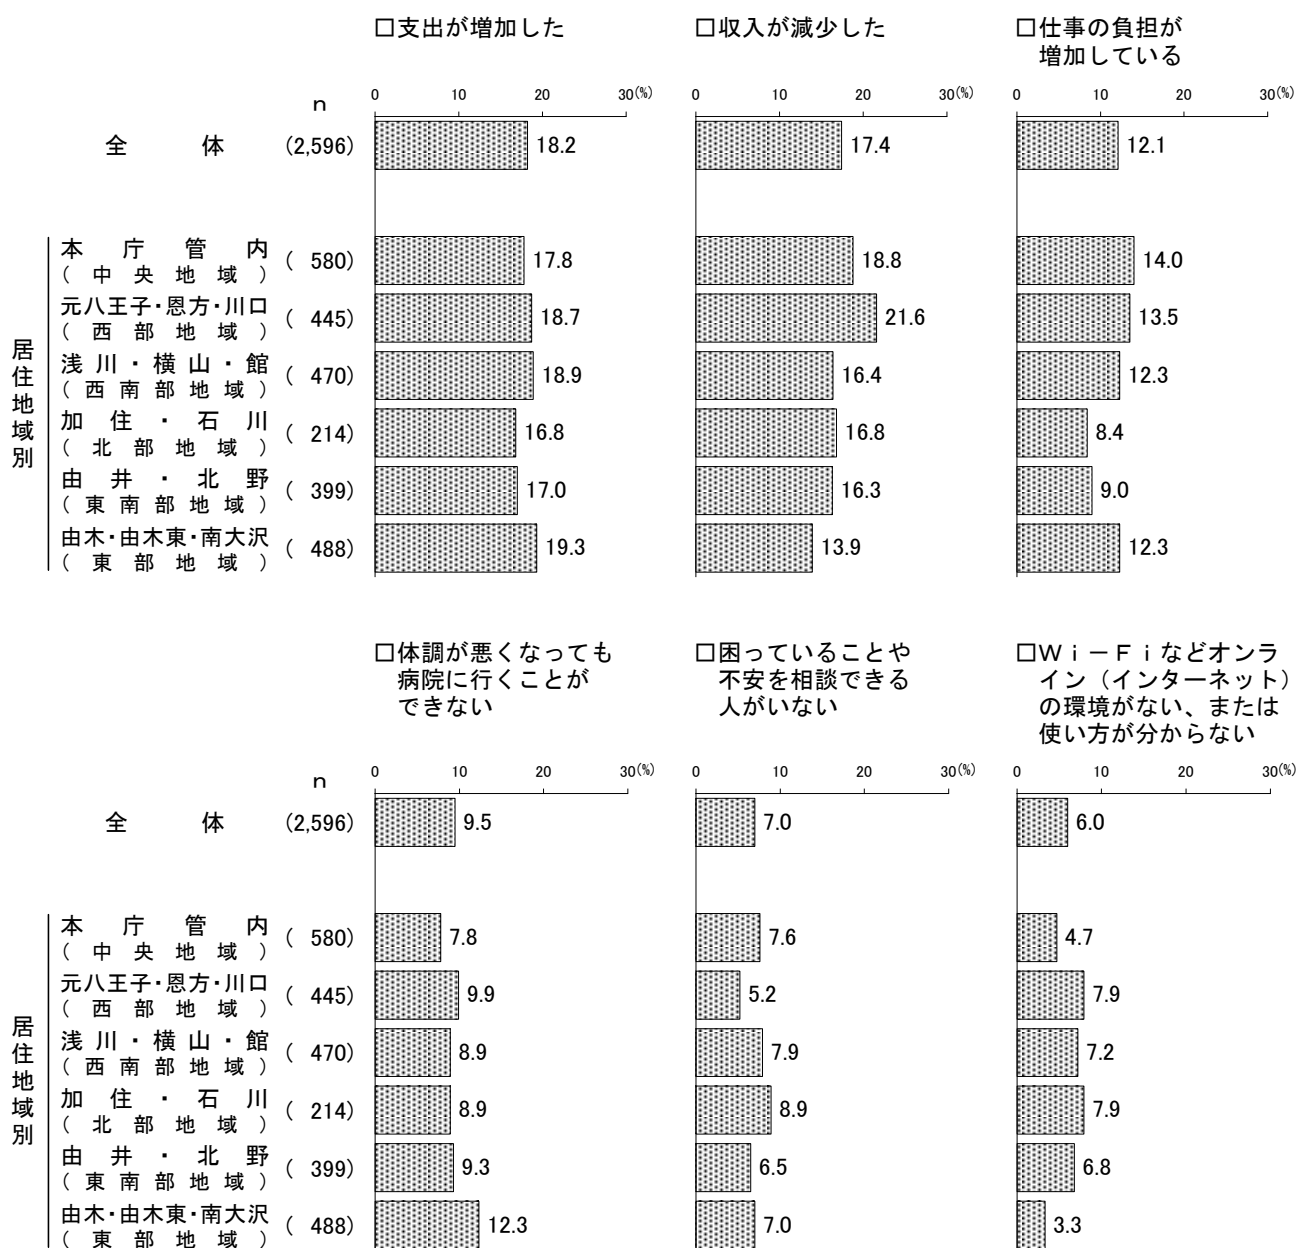 □支出が増加した
□収入が減少した
□仕事の負担が
増加している
n
0 10 20 30(%)
0 10 20 30(%)
0 10 20 30(%)
全体 (2,596) 18.2 17.4 12.1
居住地域別
本庁管内
(中央地域) ( 580) 17.8 18.8 14.0
元八王子・恩方・川口
(西部地域) ( 445) 18.7 21.6 13.5
浅川・横山・館
(西南部地域) ( 470) 18.9 16.4 12.3
加住・石川
(北部地域) ( 214) 16.8 16.8 8.4
由井・北野
(東南部地域) ( 399) 17.0 16.3 9.0
由木・由木東・南大沢
(東部地域) ( 488) 19.3 13.9 12.3
□体調が悪くなっても
病院に行くことが
できない
□困っていることや
不安を相談できる
人がいない
□Ｗｉ－Ｆｉなどオンラ
イン（インターネット）
の環境がない、または
使い方が分からない
n
0 10 20 30(%)
0 10 20 30(%)
0 10 20 30(%)
全体 (2,596) 9.5 7.0 6.0
居住地域別
本庁管内
(中央地域) ( 580) 7.8 7.6 4.7
元八王子・恩方・川口
(西部地域) ( 445) 9.9 5.2 7.9
浅川・横山・館
(西南部地域) ( 470) 8.9 7.9 7.2
加住・石川
(北部地域) ( 214) 8.9 8.9 7.9
由井・北野
(東南部地域) ( 399) 9.3 6.5 6.8
由木・由木東・南大沢
(東部地域) ( 488) 12.3 7.0 3.3